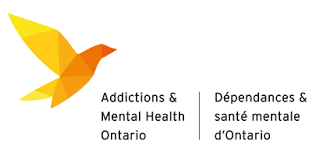 Addictions &
Mental Health
Ontario
Dépendances &
santé mentale
d'Ontario